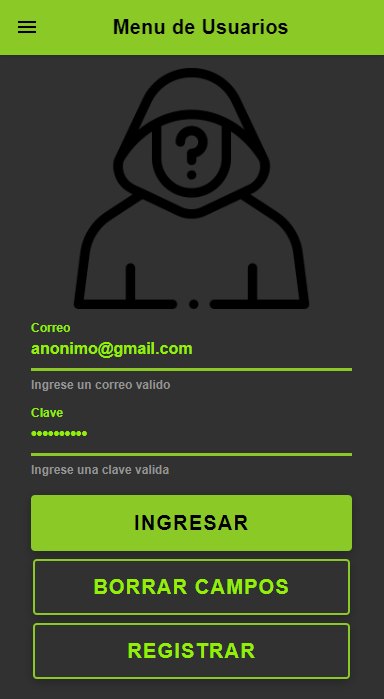 Menu de Usuarios
?
Correo
anonimo@gmail.com
Ingrese un correo valido
Clave
••••••••••
Ingrese una clave valida
INGRESAR
BORRAR CAMPOS
REGISTRAR